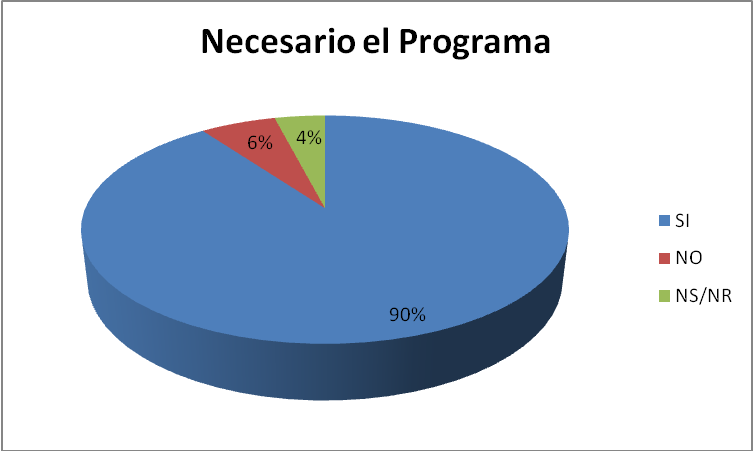 Necesario el Programa
6%
4%
90%
SI
NO
NS/NR